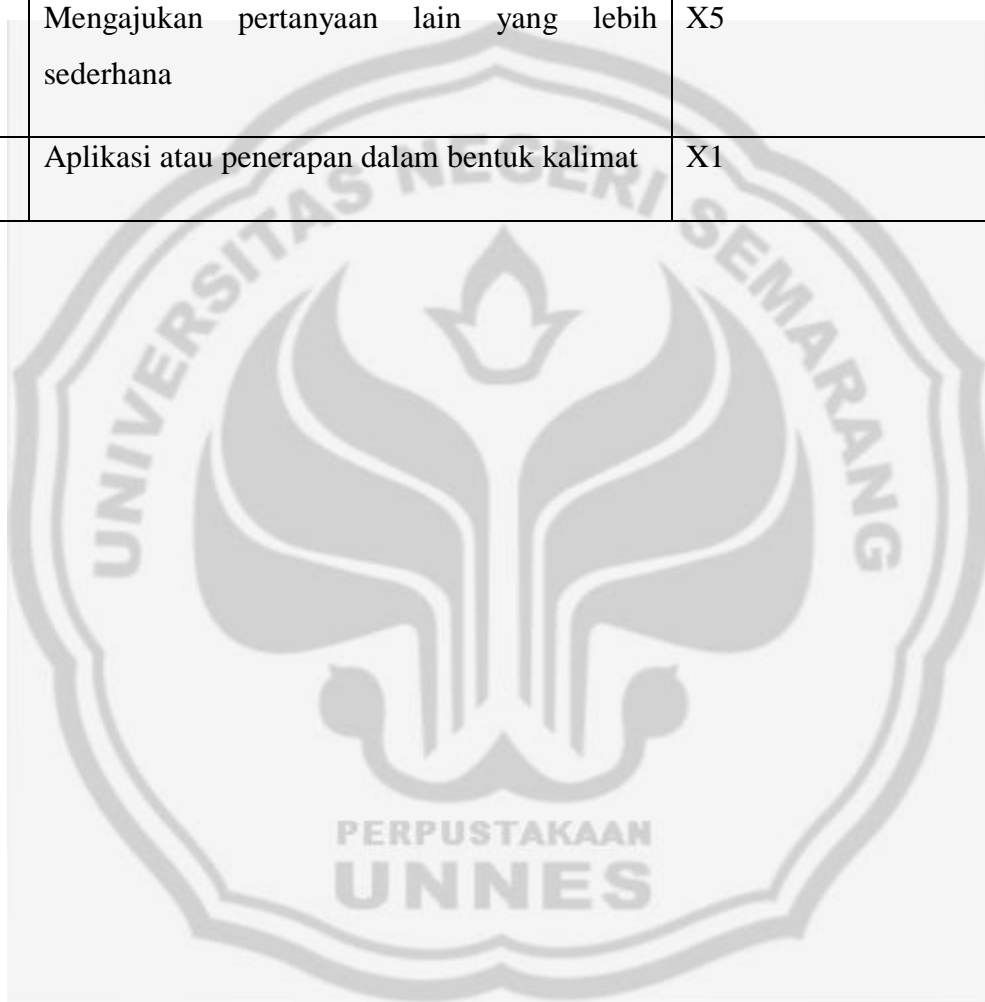 Mengajukan pertanyaan lain yang lebih X5
sederhana
Aplikasi atau penerapan dalam bentuk kalimat X1
UNIVERSITAS NEGERI SEMARANG
PERPUSTAKAAN
UNNES